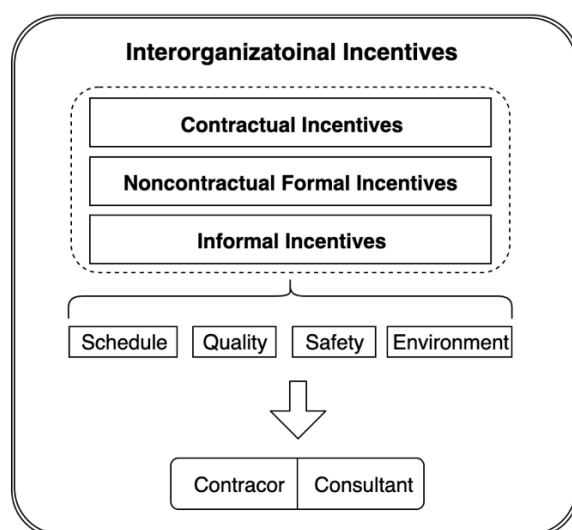 Interorganizatoinal Incentives
Contractual Incentives
Noncontractual Formal Incentives
Informal Incentives
Schedule Quality Safety Environment
Contracor Consultant